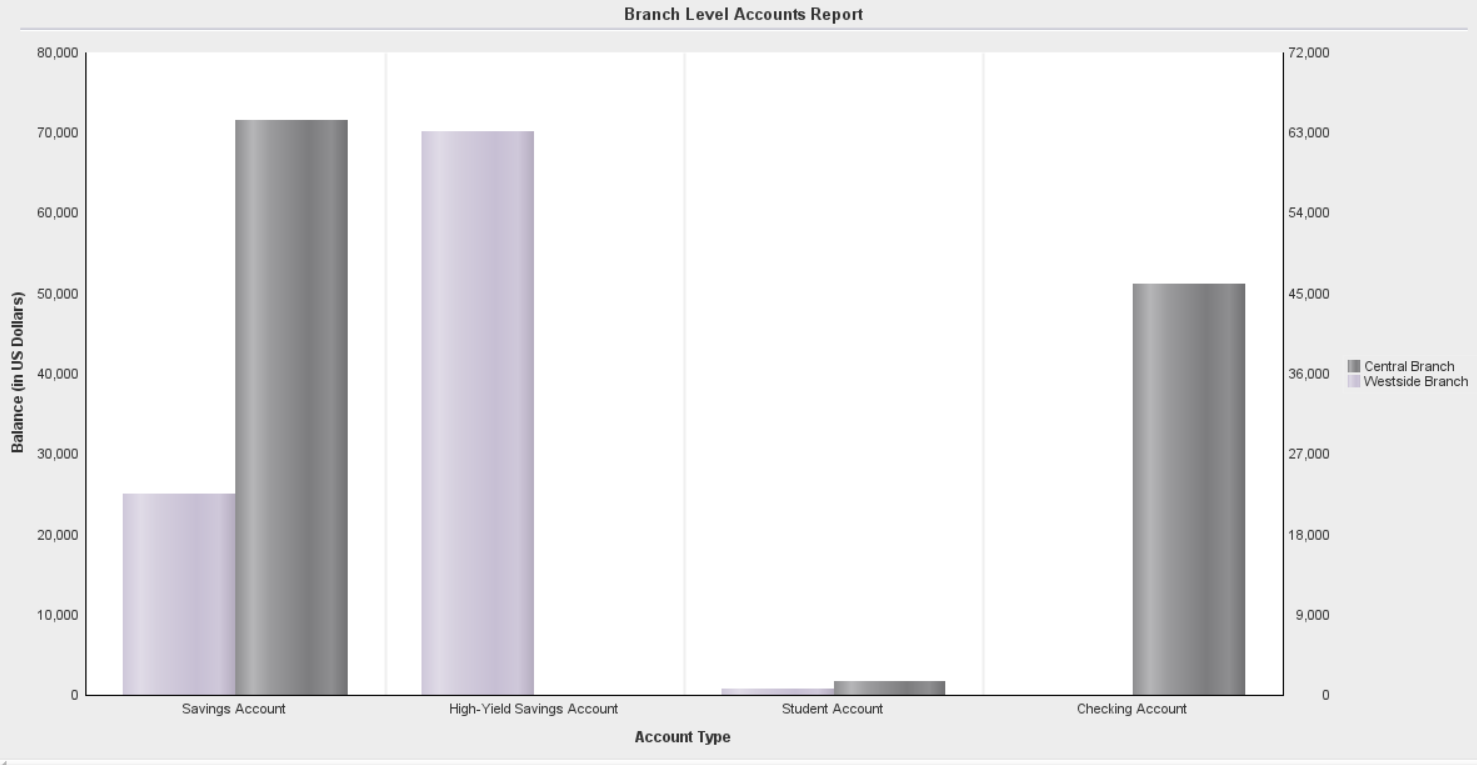 Branch Level Accounts Report
80,000
70,000
60,000
50,000
40,000
30,000
20,000
10,000
0
Balance (in US Dollars)
72,000
63,000
54,000
45,000
36,000
27,000
18,000
9,000
0
Savings Account
High-Yield Savings Account
Student Account
Checking Account
Account Type
Central Branch
Westside Branch